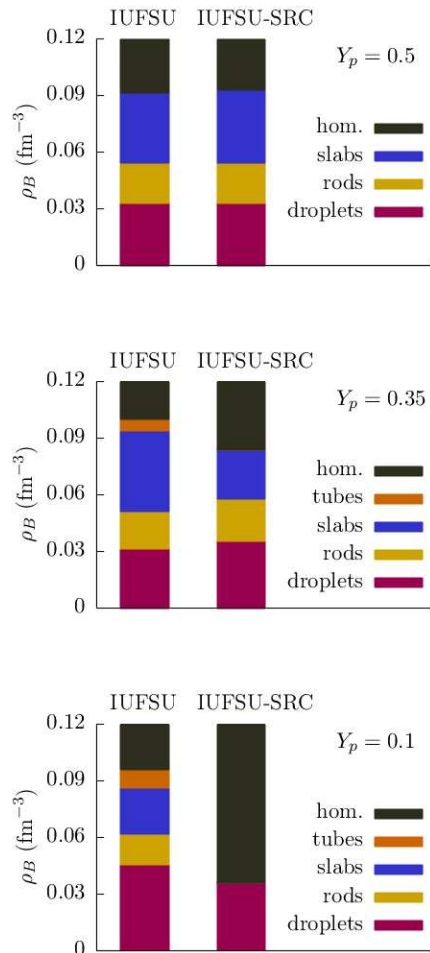 IUFSU IUFSU-SRC
0.12
0.09
0.06
0.03
0
ρ_B (fm⁻³)
Y_p = 0.5
hom.
slabs
rods
droplets
IUFSU IUFSU-SRC
0.12
0.09
0.06
0.03
0
ρ_B (fm⁻³)
Y_p = 0.35
hom.
tubes
slabs
rods
droplets
IUFSU IUFSU-SRC
0.12
0.09
0.06
0.03
0
ρ_B (fm⁻³)
Y_p = 0.1
hom.
tubes
slabs
rods
droplets